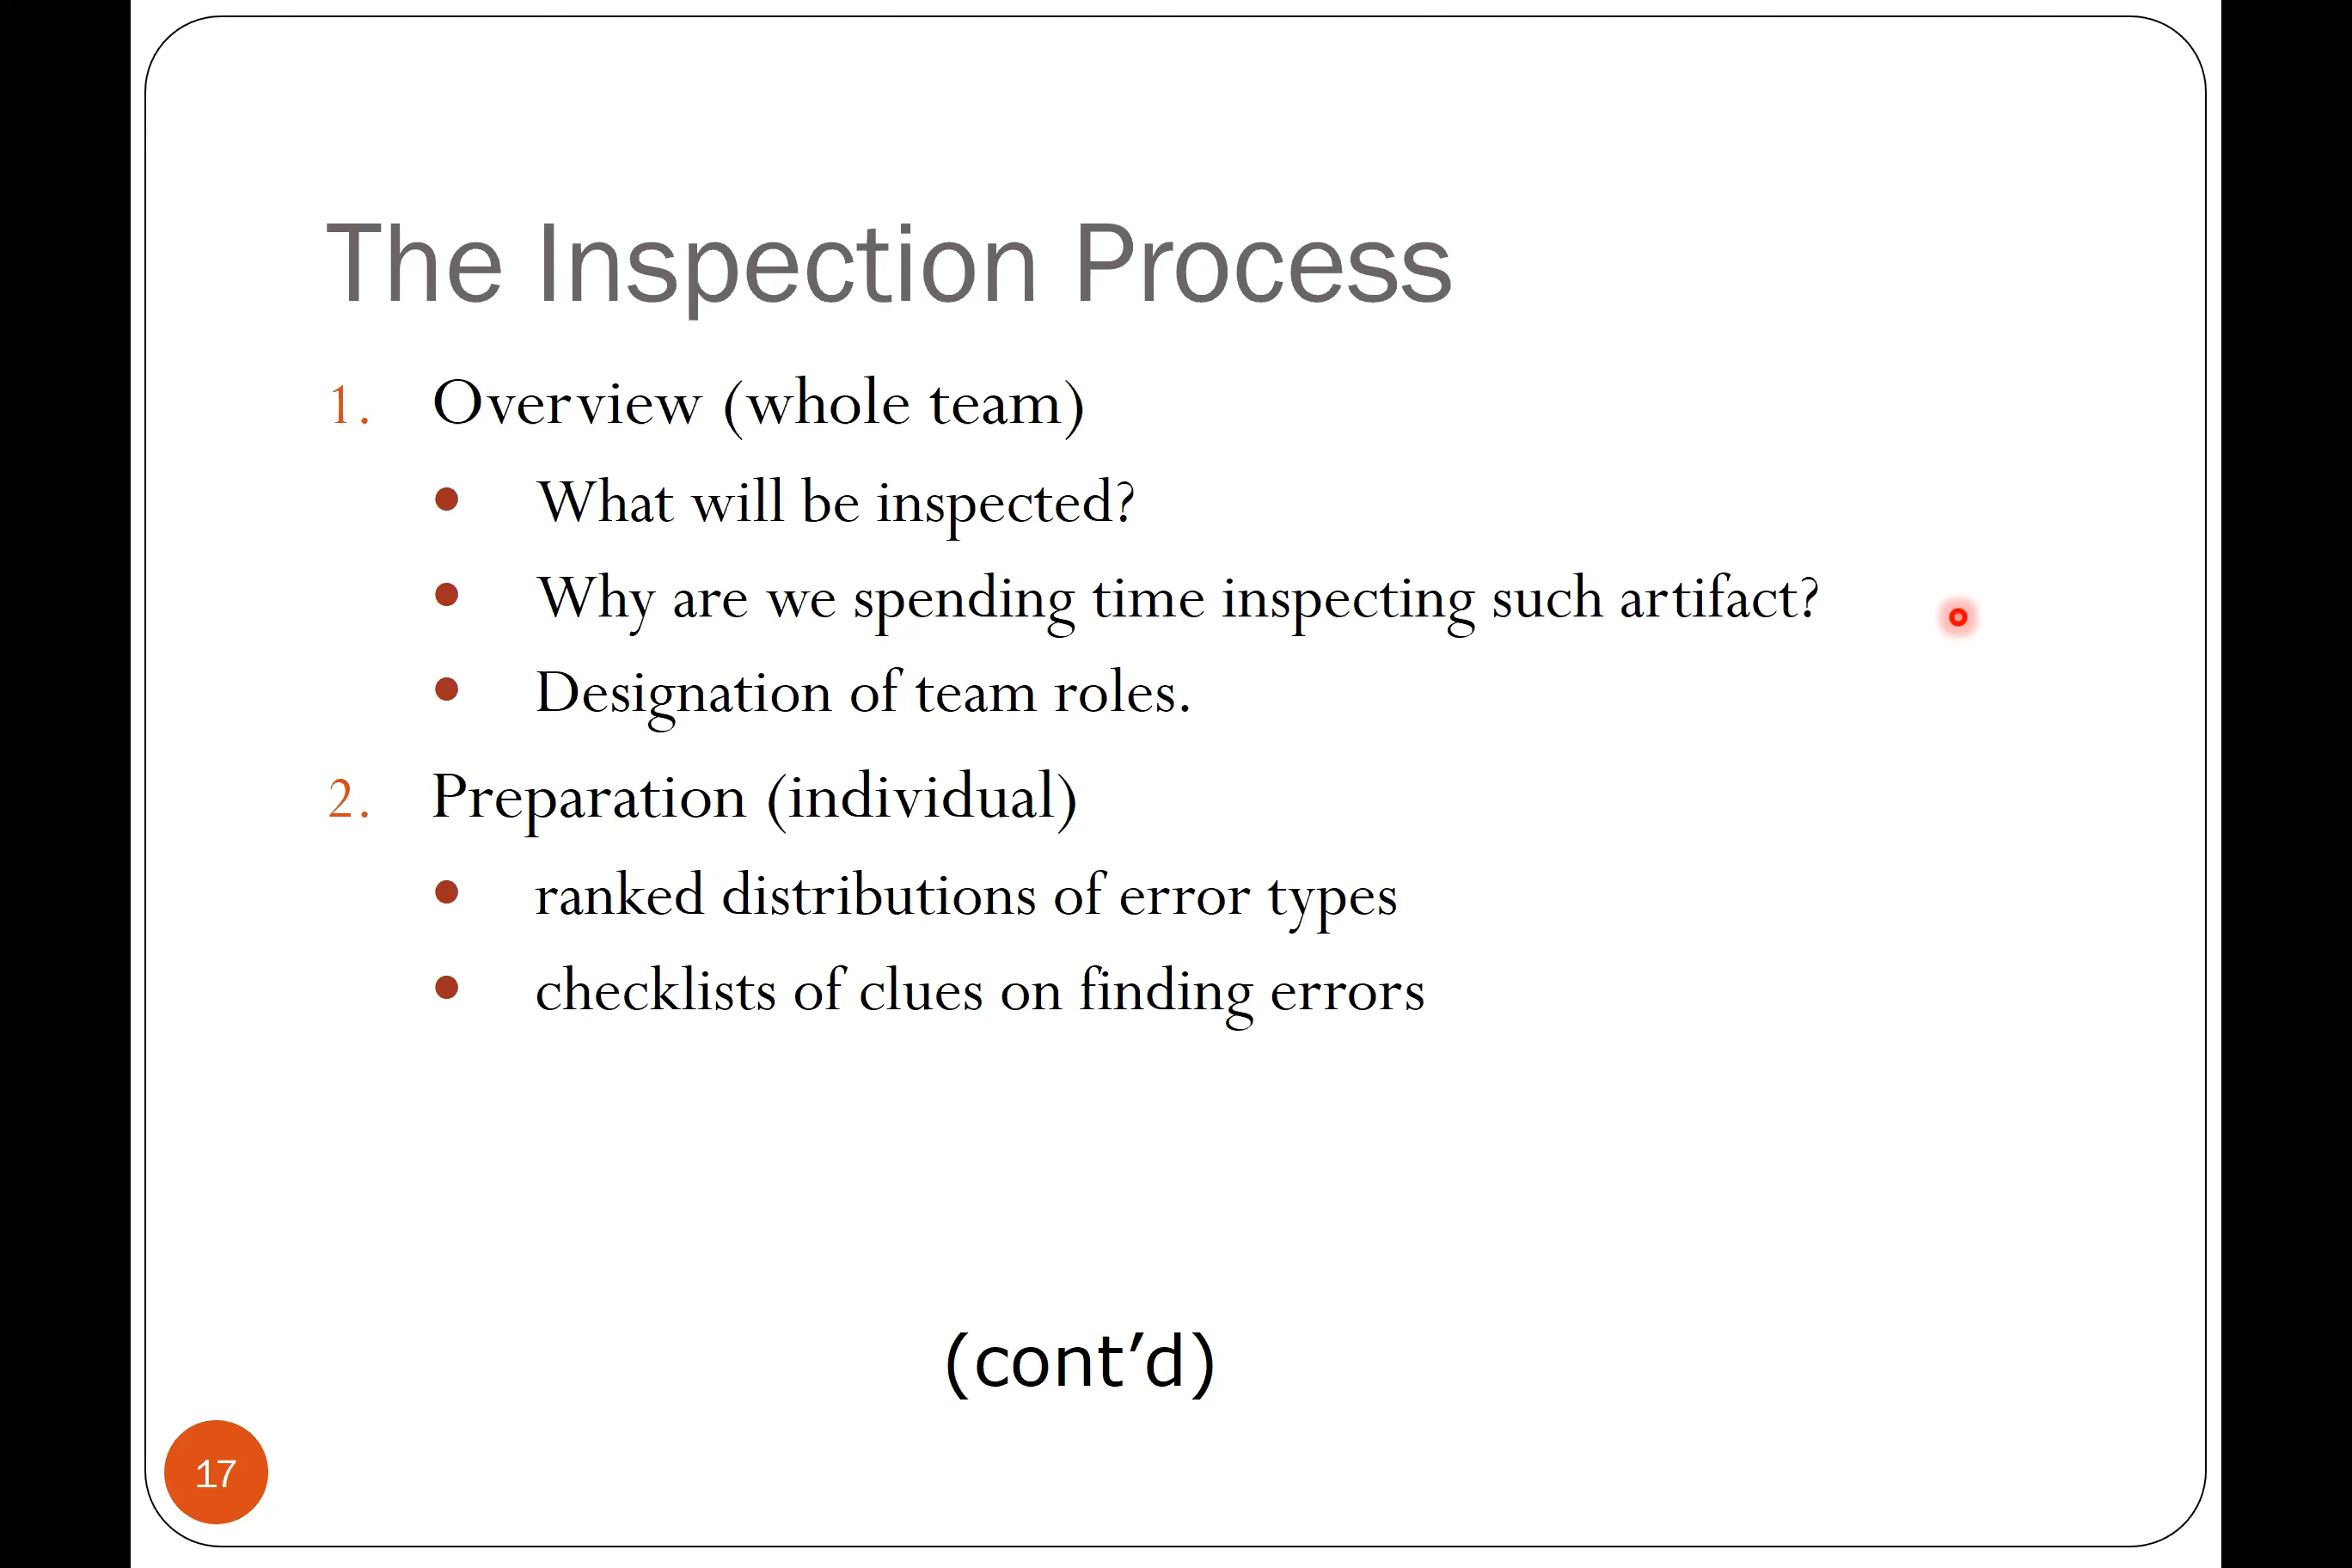 The Inspection Process
1. Overview (whole team)
• What will be inspected?
• Why are we spending time inspecting such artifact?
• Designation of team roles.
2. Preparation (individual)
• ranked distributions of error types
• checklists of clues on finding errors
(cont’d)
17